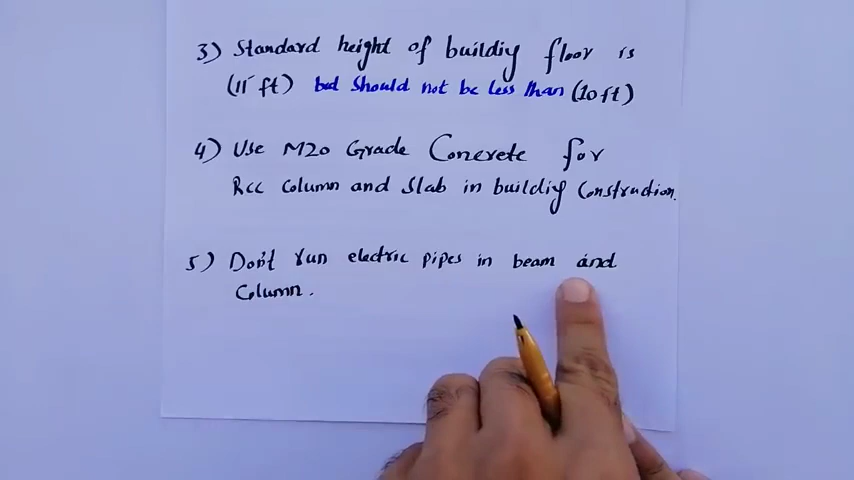 3) Standard height of buildiy floor is
(11 ft) but should not be less than (10 ft)
4) Use M20 Grade Concrete for
Rcc column and slab in buildiy Construction.
5) Don't run electric pipes in beam and
Column.